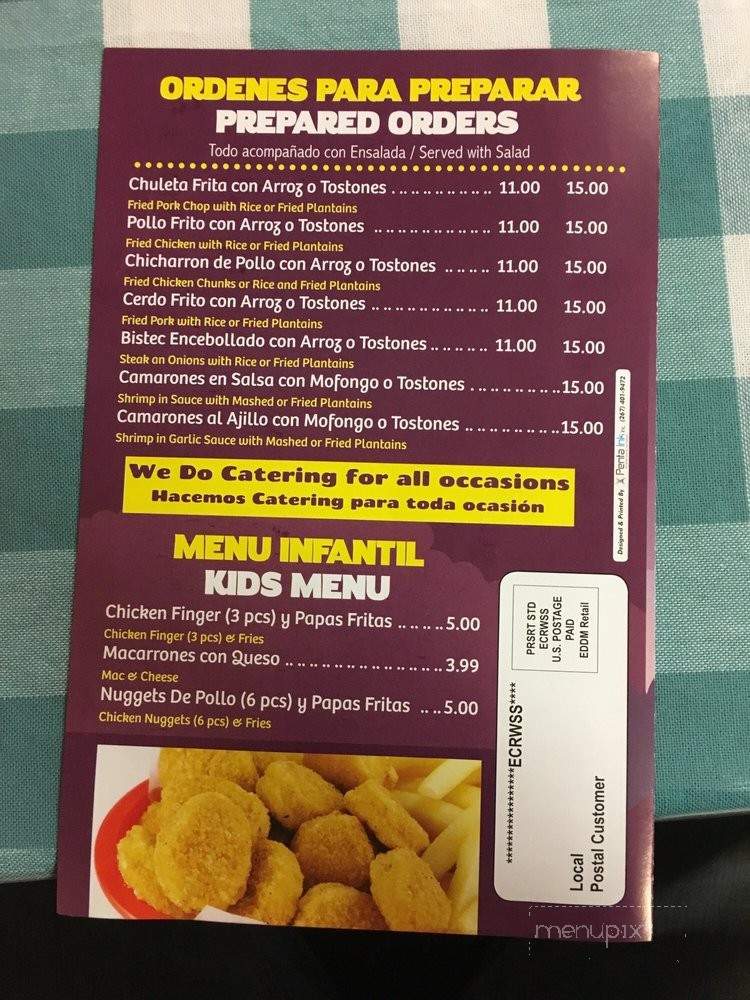 ORDENES PARA PREPARAR
PREPARED ORDERS
Todo acompañado con Ensalada / Served with Salad
Chuleta Frita con Arroz o Tostones . .. .. .. .. .. .. .. .. 11.00 15.00
Fried Pork Chop with Rice or Fried Plantains
Pollo Frito con Arroz o Tostones .. .. .. .. .. .. .. .. .. .. 11.00 15.00
Fried Chicken with Rice or Fried Plantains
Chicharron de Pollo con Arroz o Tostones .. .. .. .. 11.00 15.00
Fried Chicken Chunks or Rice and Fried Plantains
Cerdo Frito con Arroz o Tostones .. .. .. .. .. .. .. .. .. .. 11.00 15.00
Fried Pork with Rice or Fried Plantains
Bistec Encebollado con Arroz o Tostones .. .. .. .. .. 11.00 15.00
Steak an Onions with Rice or Fried Plantains
Camarones en Salsa con Mofongo o Tostones . .. .. .. .. .. .. ..15.00
Shrimp in Sauce with Mashed or Fried Plantains
Camarones al Ajillo con Mofongo o Tostones .. .. .. .. .. .. .. ..15.00
Shrimp in Garlic Sauce with Mashed or Fried Plantains
We Do Catering for all occasions
Hacemos Catering para toda ocasión
MENU INFANTIL
KIDS MENU
Chicken Finger (3 pcs) y Papas Fritas .. .. .. ..5.00
Chicken Finger (3 pcs) & Fries
Macarrones con Queso .. .. .. .. .. .. .. .. .. .. .. .. .. 3.99
Mac & Cheese
Nuggets De Pollo (6 pcs) y Papas Fritas .. ..5.00
Chicken Nuggets (6 pcs) & Fries
Designed & Printed By Penta Ink (267) 401-9472
PRSRT STD
ECRWSS
U.S. POSTAGE
PAID
EDDM Retail
******************ECRWSS****
Local
Postal Customer
menupix